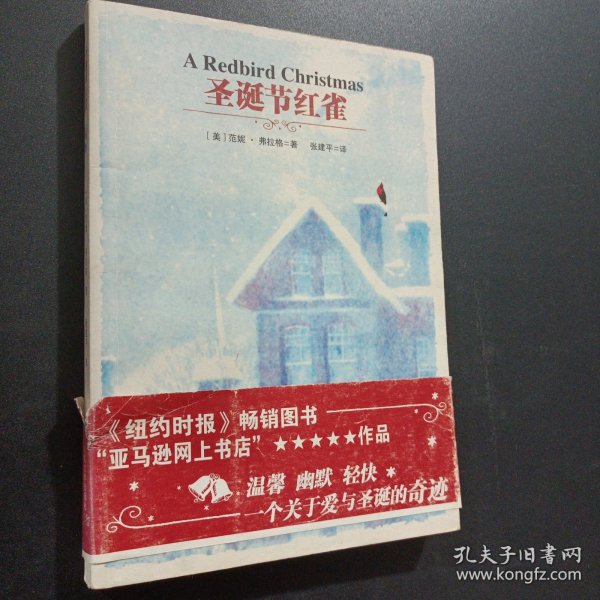 A Redbird Christmas
圣诞节红雀
[美] 范妮·弗拉格=著 张建平=译
《纽约时报》畅销图书
“亚马逊网上书店”★★★★★作品
温馨 幽默 轻快
一个关于爱与圣诞的奇迹
孔夫子旧书网
www.kongfz.com